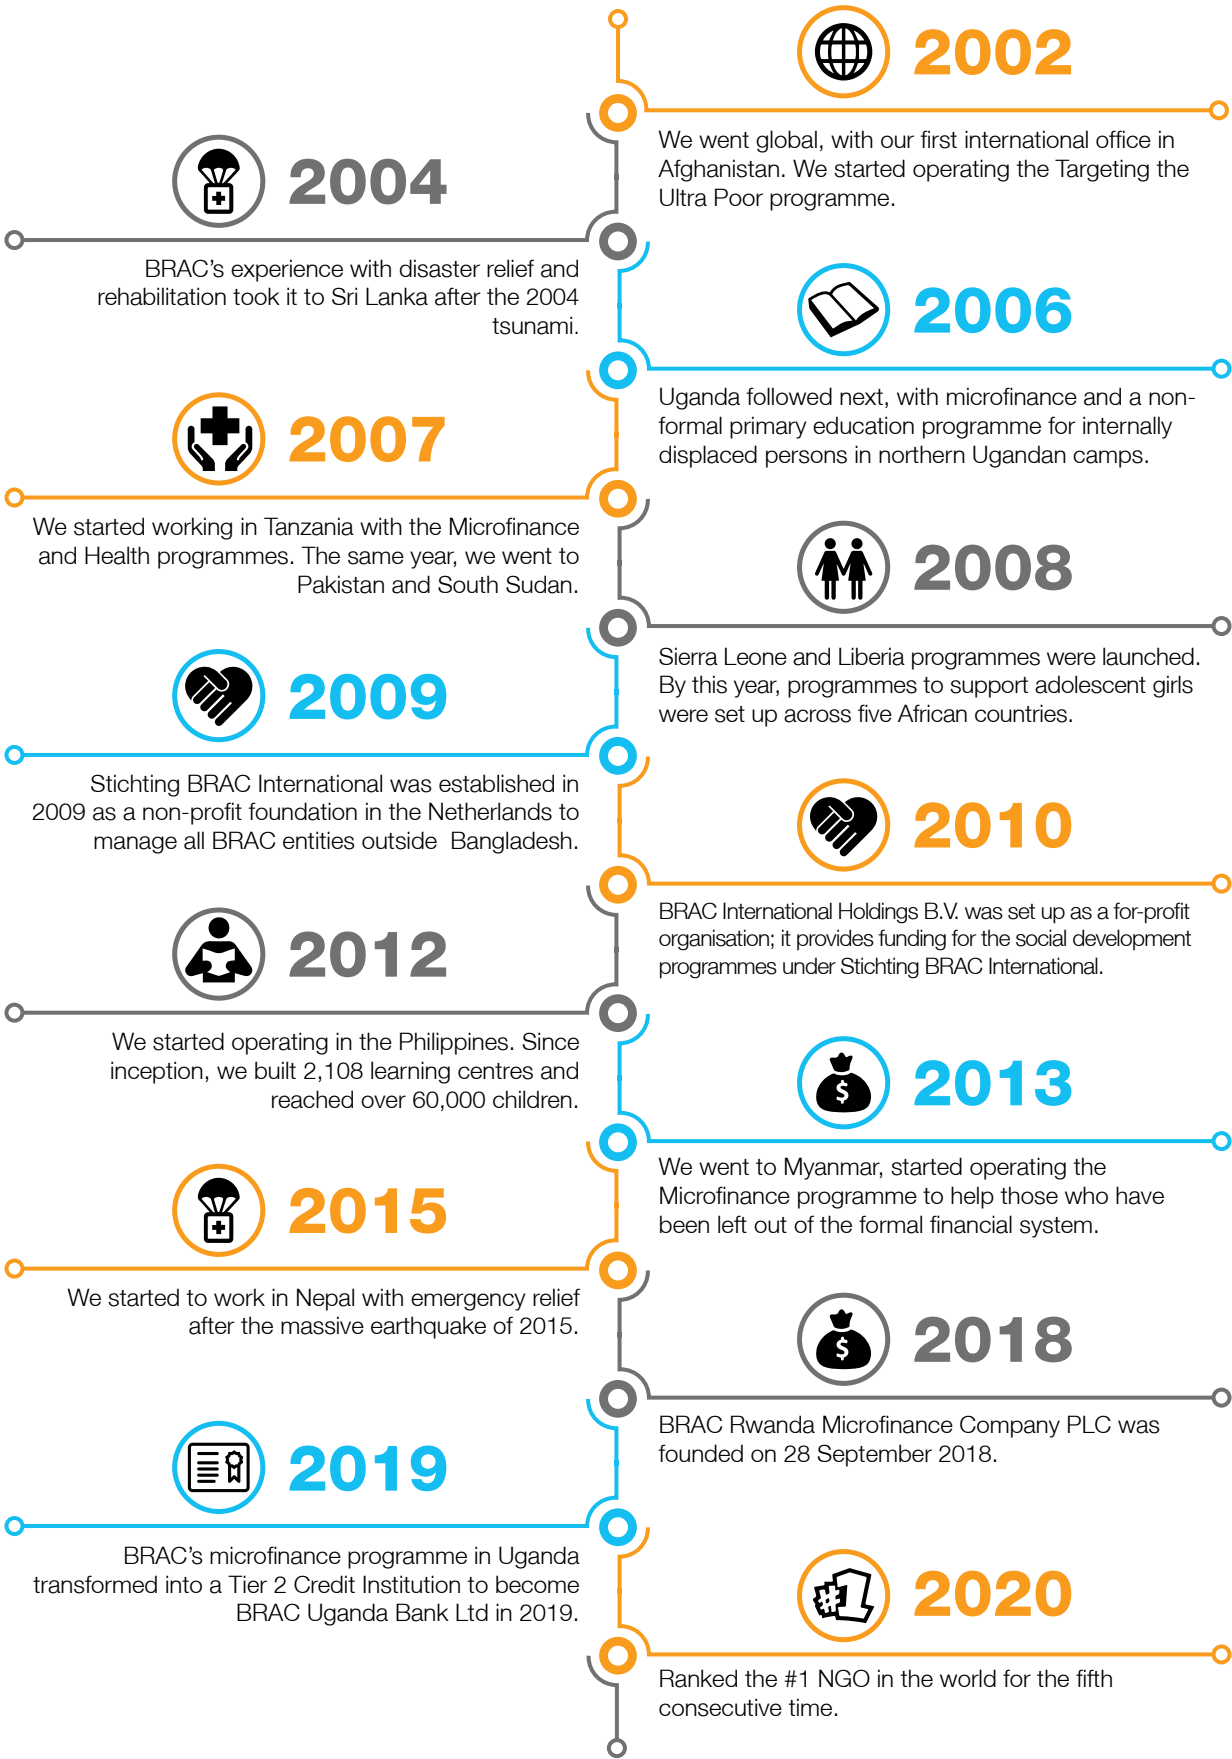 2002
We went global, with our first international office in
Afghanistan. We started operating the Targeting the
Ultra Poor programme.
2004
BRAC’s experience with disaster relief and
rehabilitation took it to Sri Lanka after the 2004
tsunami.
2006
Uganda followed next, with microfinance and a non-
formal primary education programme for internally
displaced persons in northern Ugandan camps.
2007
We started working in Tanzania with the Microfinance
and Health programmes. The same year, we went to
Pakistan and South Sudan.
2008
Sierra Leone and Liberia programmes were launched.
By this year, programmes to support adolescent girls
were set up across five African countries.
2009
Stichting BRAC International was established in
2009 as a non-profit foundation in the Netherlands to
manage all BRAC entities outside  Bangladesh.
2010
BRAC International Holdings B.V. was set up as a for-profit
organisation; it provides funding for the social development
programmes under Stichting BRAC International.
2012
We started operating in the Philippines. Since
inception, we built 2,108 learning centres and
reached over 60,000 children.
$ 2013
We went to Myanmar, started operating the
Microfinance programme to help those who have
been left out of the formal financial system.
2015
We started to work in Nepal with emergency relief
after the massive earthquake of 2015.
$ 2018
BRAC Rwanda Microfinance Company PLC was
founded on 28 September 2018.
2019
BRAC’s microfinance programme in Uganda
transformed into a Tier 2 Credit Institution to become
BRAC Uganda Bank Ltd in 2019.
#1 2020
Ranked the #1 NGO in the world for the fifth
consecutive time.